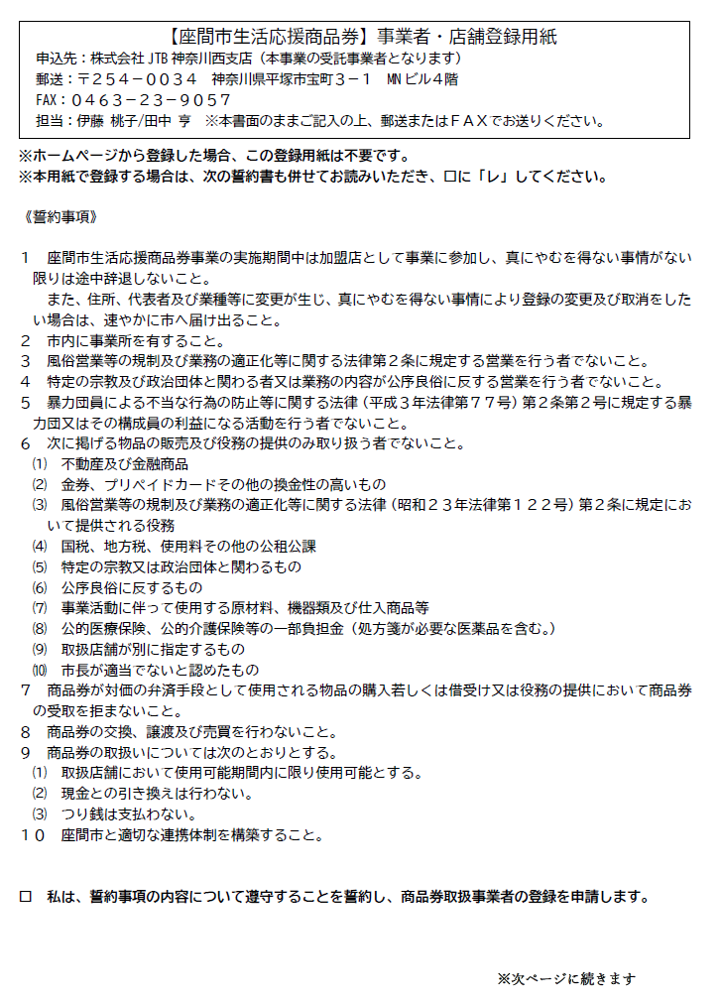 【座間市生活応援商品券】事業者・店舗登録用紙
申込先：株式会社JTB神奈川西支店（本事業の受託事業者となります）
郵送：〒２５４－００３４　神奈川県平塚市宝町３－１　MNビル４階
FAX：０４６３－２３－９０５７
担当：伊藤 桃子/田中 亨　※本書面のままご記入の上、郵送またはＦＡＸでお送りください。
※ホームページから登録した場合、この登録用紙は不要です。
※本用紙で登録する場合は、次の誓約書も併せてお読みいただき、口に「レ」してください。
《誓約事項》
１　座間市生活応援商品券事業の実施期間中は加盟店として事業に参加し、真にやむを得ない事情がない
限りは途中辞退しないこと。
また、住所、代表者及び業種等に変更が生じ、真にやむを得ない事情により登録の変更及び取消をした
い場合は、速やかに市へ届け出ること。
２　市内に事業所を有すること。
３　風俗営業等の規制及び業務の適正化等に関する法律第２条に規定する営業を行う者でないこと。
４　特定の宗教及び政治団体と関わる者又は業務の内容が公序良俗に反する営業を行う者でないこと。
５　暴力団員による不当な行為の防止等に関する法律（平成３年法律第７７号）第２条第２号に規定する暴
力団又はその構成員の利益になる活動を行う者でないこと。
６　次に掲げる物品の販売及び役務の提供のみ取り扱う者でないこと。
⑴　不動産及び金融商品
⑵　金券、プリペイドカードその他の換金性の高いもの
⑶　風俗営業等の規制及び業務の適正化等に関する法律（昭和２３年法律第１２２号）第２条に規定にお
いて提供される役務
⑷　国税、地方税、使用料その他の公租公課
⑸　特定の宗教又は政治団体と関わるもの
⑹　公序良俗に反するもの
⑺　事業活動に伴って使用する原材料、機器類及び仕入商品等
⑻　公的医療保険、公的介護保険等の一部負担金（処方箋が必要な医薬品を含む。）
⑼　取扱店舗が別に指定するもの
⑽　市長が適当でないと認めたもの
７　商品券が対価の弁済手段として使用される物品の購入若しくは借受け又は役務の提供において商品券
の受取を拒まないこと。
８　商品券の交換、譲渡及び売買を行わないこと。
９　商品券の取扱いについては次のとおりとする。
⑴　取扱店舗において使用可能期間内に限り使用可能とする。
⑵　現金との引き換えは行わない。
⑶　つり銭は支払わない。
１０　座間市と適切な連携体制を構築すること。
口　私は、誓約事項の内容について遵守することを誓約し、商品券取扱事業者の登録を申請します。
※次ページに続きます